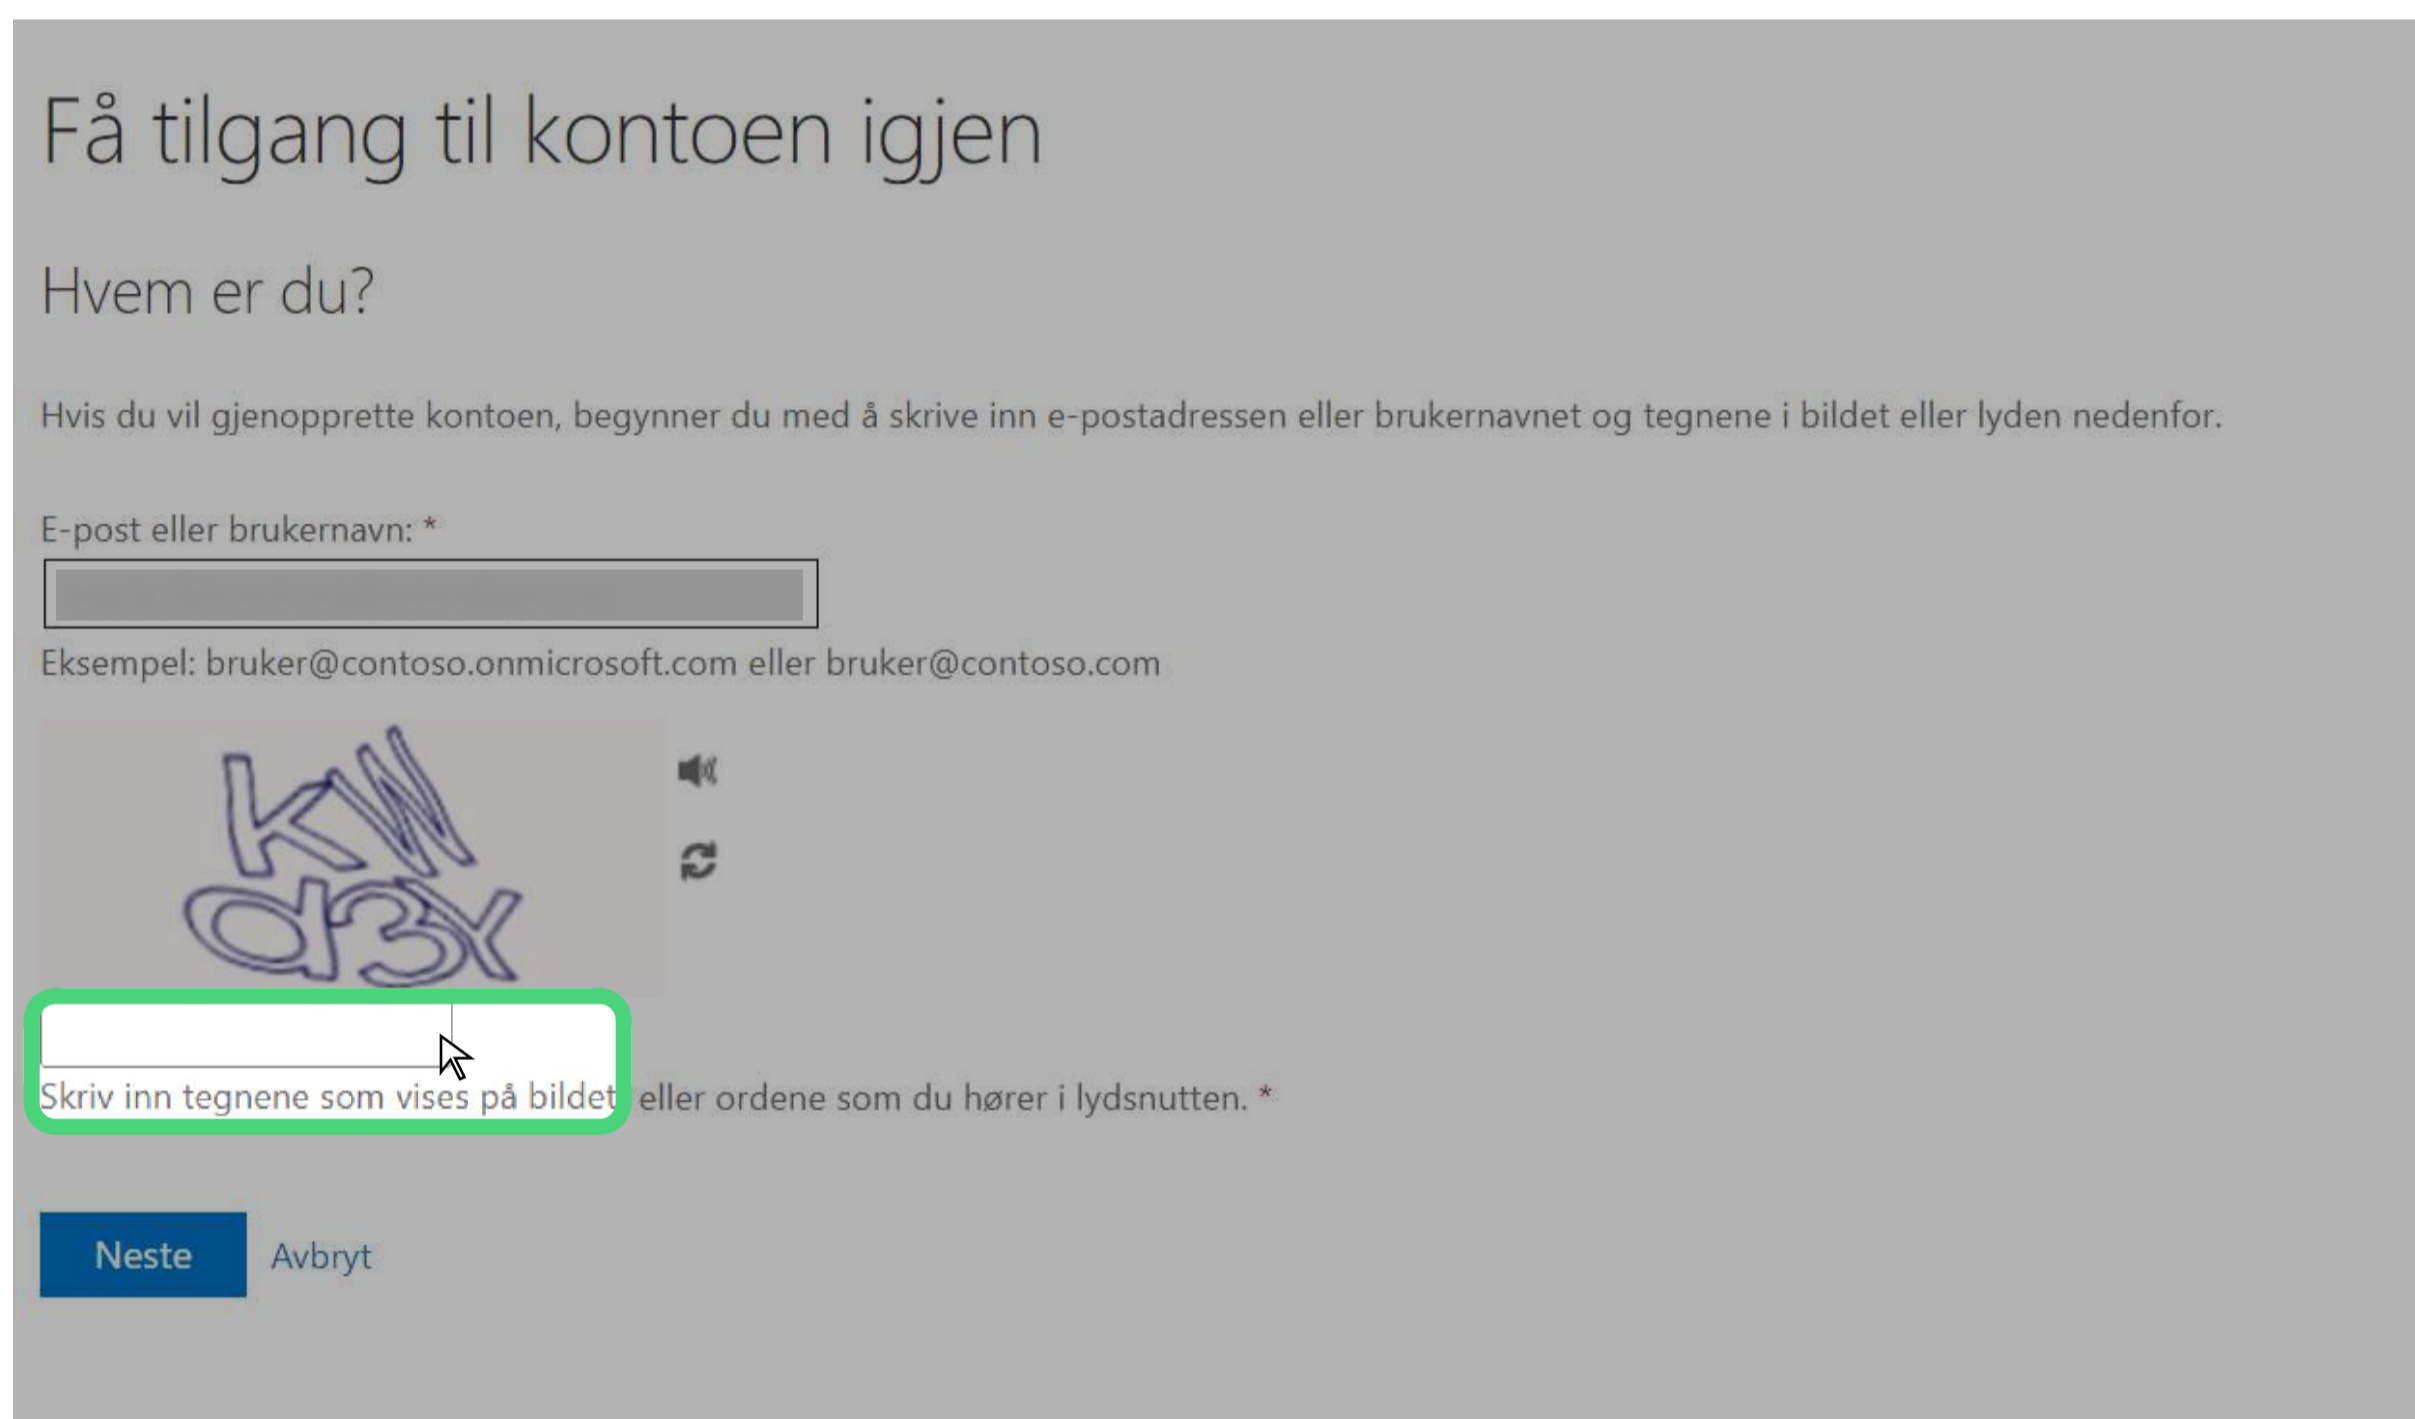 Få tilgang til kontoen igjen
Hvem er du?
Hvis du vil gjenopprette kontoen, begynner du med å skrive inn e-postadressen eller brukernavnet og tegnene i bildet eller lyden nedenfor.
E-post eller brukernavn: *
Eksempel: bruker@contoso.onmicrosoft.com eller bruker@contoso.com
Skriv inn tegnene som vises på bildet eller ordene som du hører i lydsnutten. *
Neste Avbryt